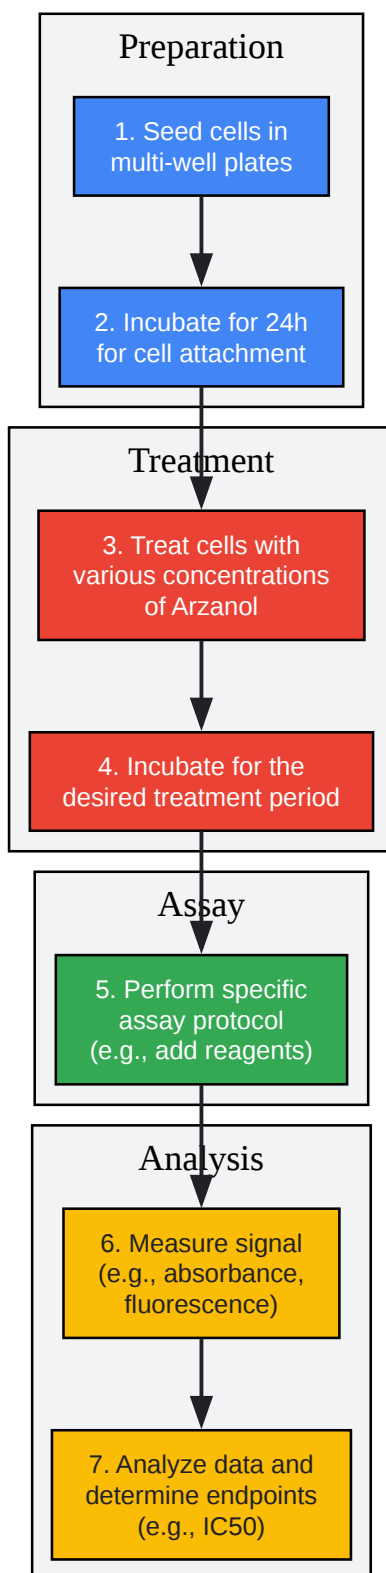 Preparation
1. Seed cells in
multi-well plates
2. Incubate for 24h
for cell attachment
Treatment
3. Treat cells with
various concentrations
of Arzanol
4. Incubate for the
desired treatment period
Assay
5. Perform specific
assay protocol
(e.g., add reagents)
Analysis
6. Measure signal
(e.g., absorbance,
fluorescence)
7. Analyze data and
determine endpoints
(e.g., IC50)